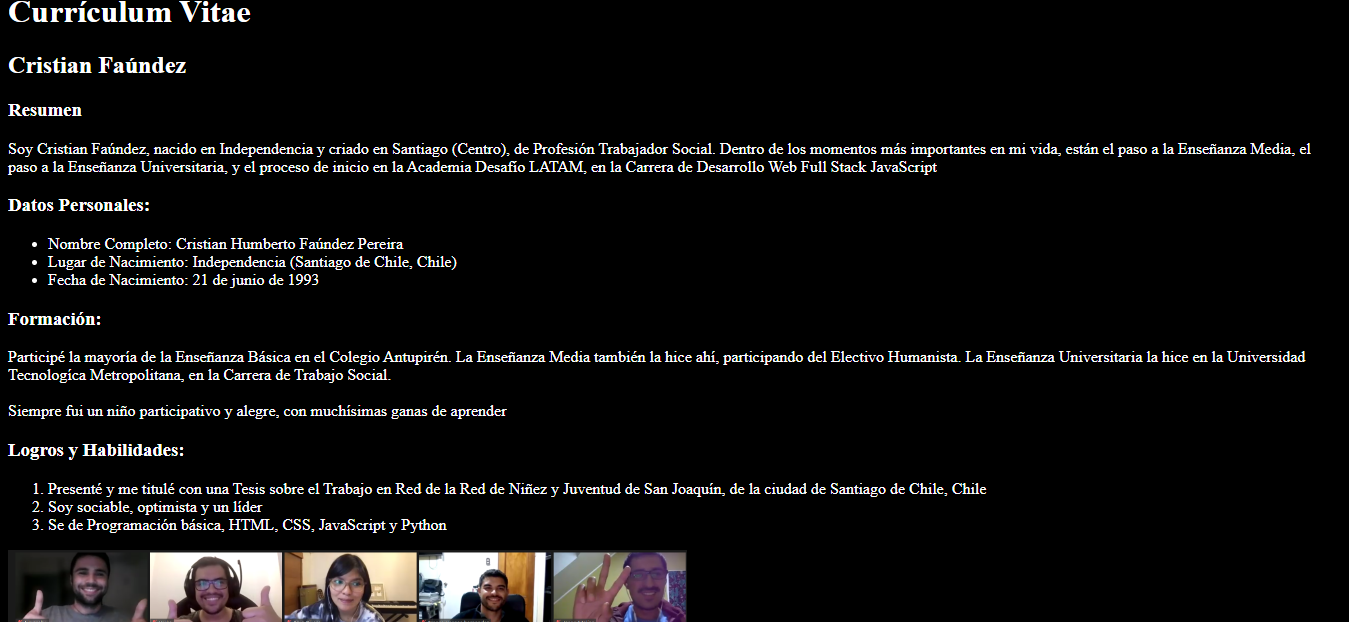 Currículum Vitae
Cristian Faúndez
Resumen
Soy Cristian Faúndez, nacido en Independencia y criado en Santiago (Centro), de Profesión Trabajador Social. Dentro de los momentos más importantes en mi vida, están el paso a la Enseñanza Media, el
paso a la Enseñanza Universitaria, y el proceso de inicio en la Academia Desafío LATAM, en la Carrera de Desarrollo Web Full Stack JavaScript
Datos Personales:
• Nombre Completo: Cristian Humberto Faúndez Pereira
• Lugar de Nacimiento: Independencia (Santiago de Chile, Chile)
• Fecha de Nacimiento: 21 de junio de 1993
Formación:
Participé la mayoría de la Enseñanza Básica en el Colegio Antupirén. La Enseñanza Media también la hice ahí, participando del Electivo Humanista. La Enseñanza Universitaria la hice en la Universidad
Tecnologíca Metropolitana, en la Carrera de Trabajo Social.
Siempre fui un niño participativo y alegre, con muchísimas ganas de aprender
Logros y Habilidades:
1. Presenté y me titulé con una Tesis sobre el Trabajo en Red de la Red de Niñez y Juventud de San Joaquín, de la ciudad de Santiago de Chile, Chile
2. Soy sociable, optimista y un líder
3. Se de Programación básica, HTML, CSS, JavaScript y Python